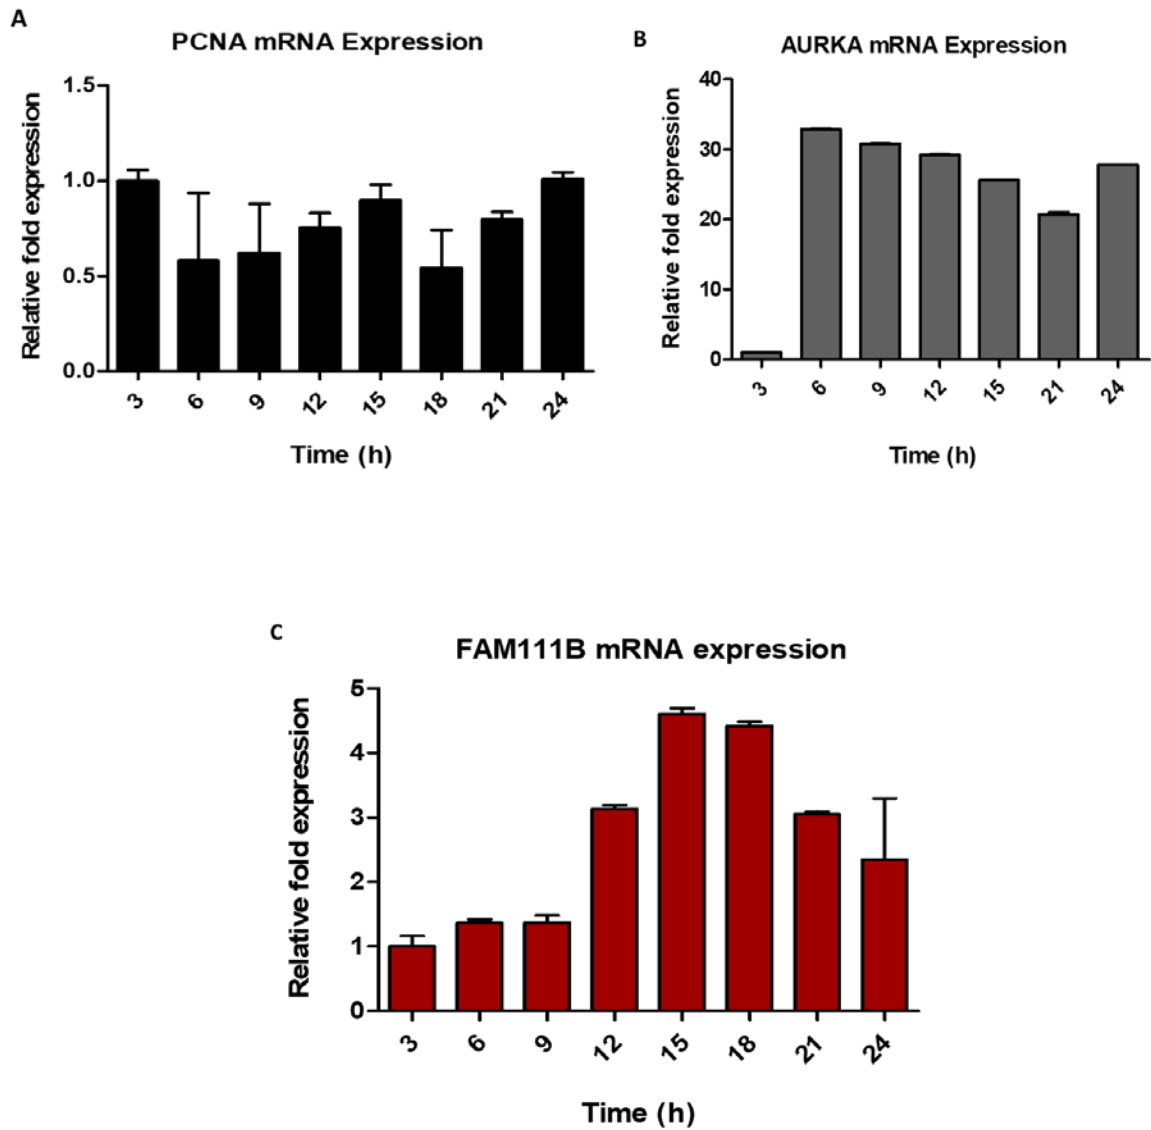 A
PCNA mRNA Expression
Relative fold expression
1.5
1.0
0.5
0.0
3 6 9 12 15 18 21 24
Time (h)
B
AURKA mRNA Expression
Relative fold expression
40
30
20
10
0
3 6 9 12 15 21 24
Time (h)
C
FAM111B mRNA expression
Relative fold expression
5
4
3
2
1
0
3 6 9 12 15 18 21 24
Time (h)